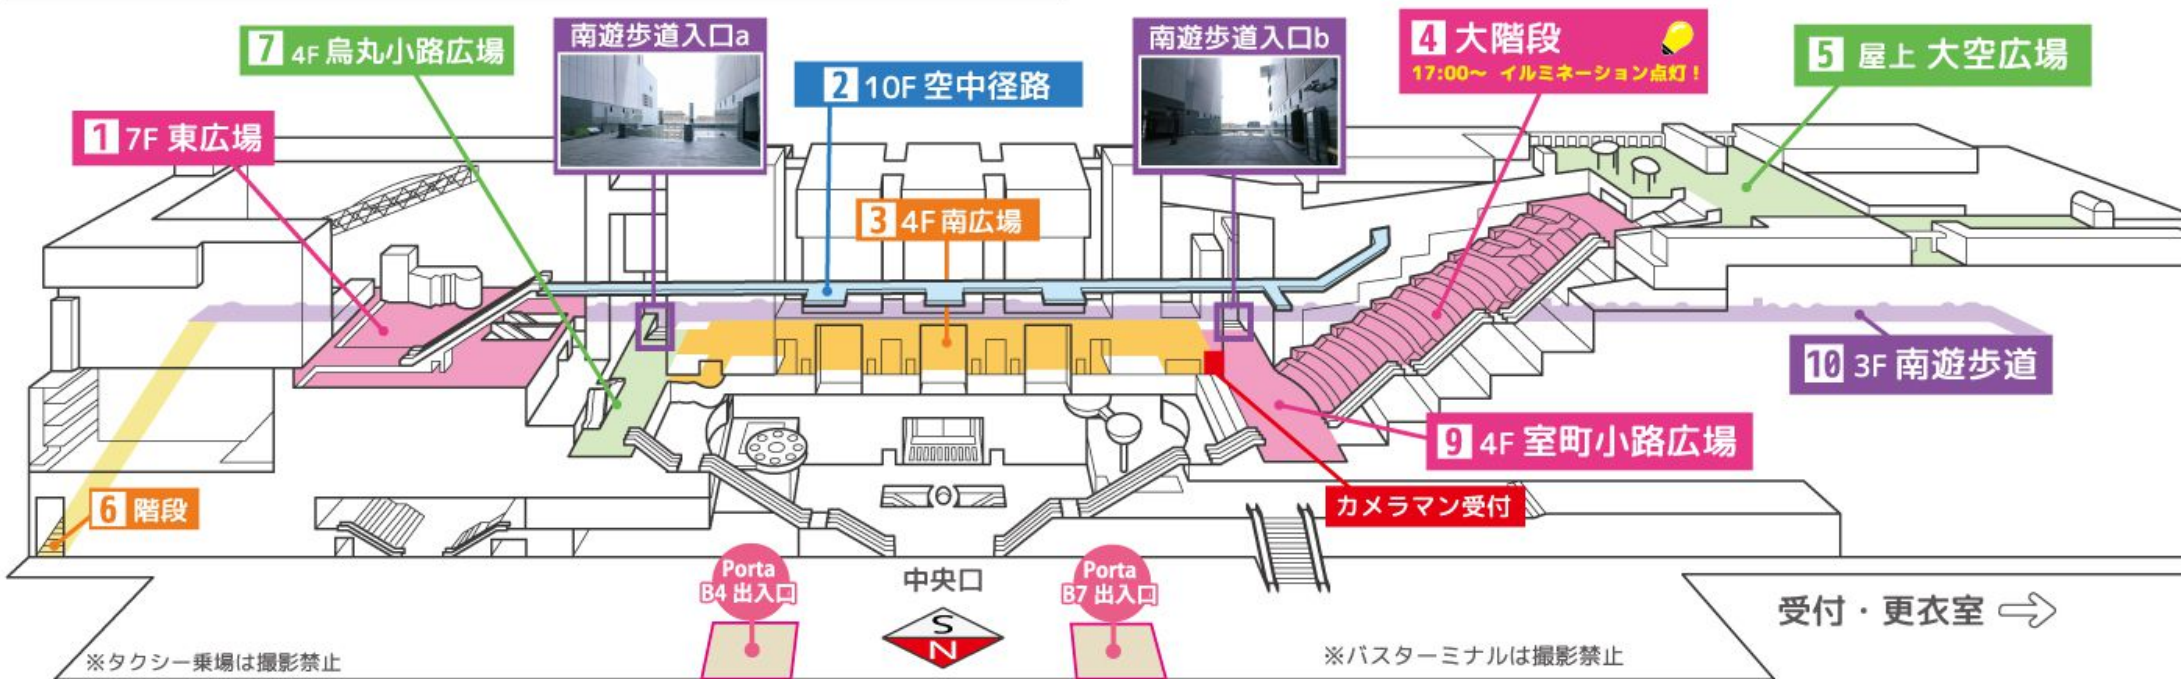 7 4F 烏丸小路広場
南遊歩道入口a
南遊歩道入口b
4 大階段
17:00～ イルミネーション点灯！
5 屋上 大空広場
2 10F 空中径路
1 7F 東広場
3 4F 南広場
10 3F 南遊歩道
9 4F 室町小路広場
6 階段
カメラマン受付
Porta
B4 出入口
中央口
Porta
B7 出入口
S
N
受付・更衣室 ⇨
※タクシー乗場は撮影禁止
※バスターミナルは撮影禁止